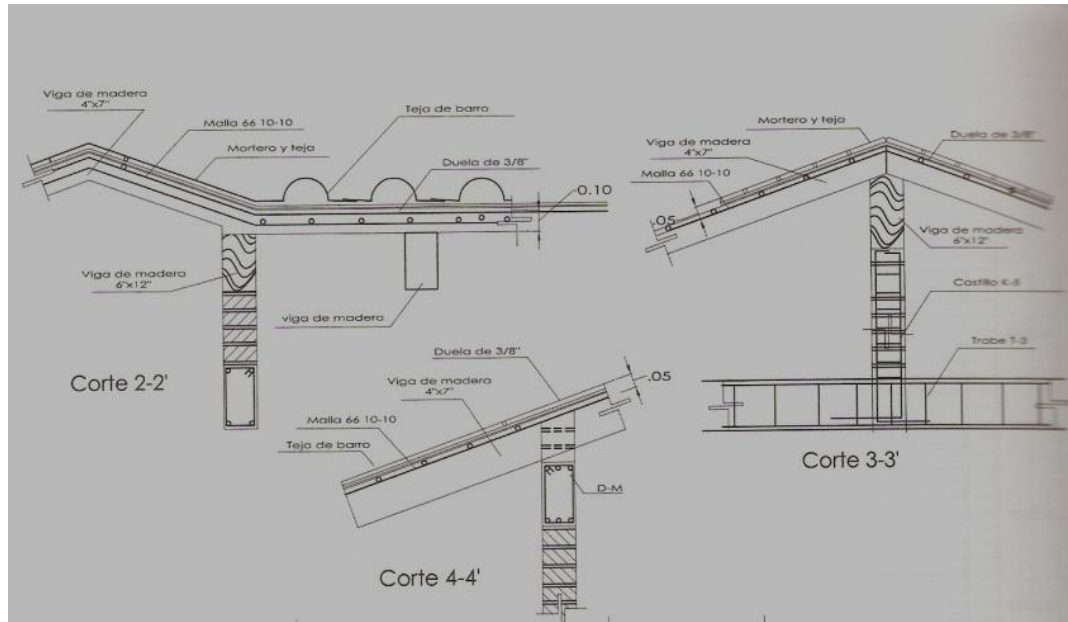 Viga de madera
4"x7"
Malla 66 10-10
Mortero y teja
Teja de barro
Duela de 3/8"
0.10
Viga de madera
6"x12"
viga de madera
Corte 2-2'
Mortero y teja
Viga de madera
4"x7"
Malla 66 10-10
Duela de 3/8"
.05
Viga de madera
6"x12"
Castillo K-8
Trabe T-3
Corte 3-3'
Duela de 3/8"
.05
Viga de madera
4"x7"
Malla 66 10-10
Teja de barro
D-M
Corte 4-4'